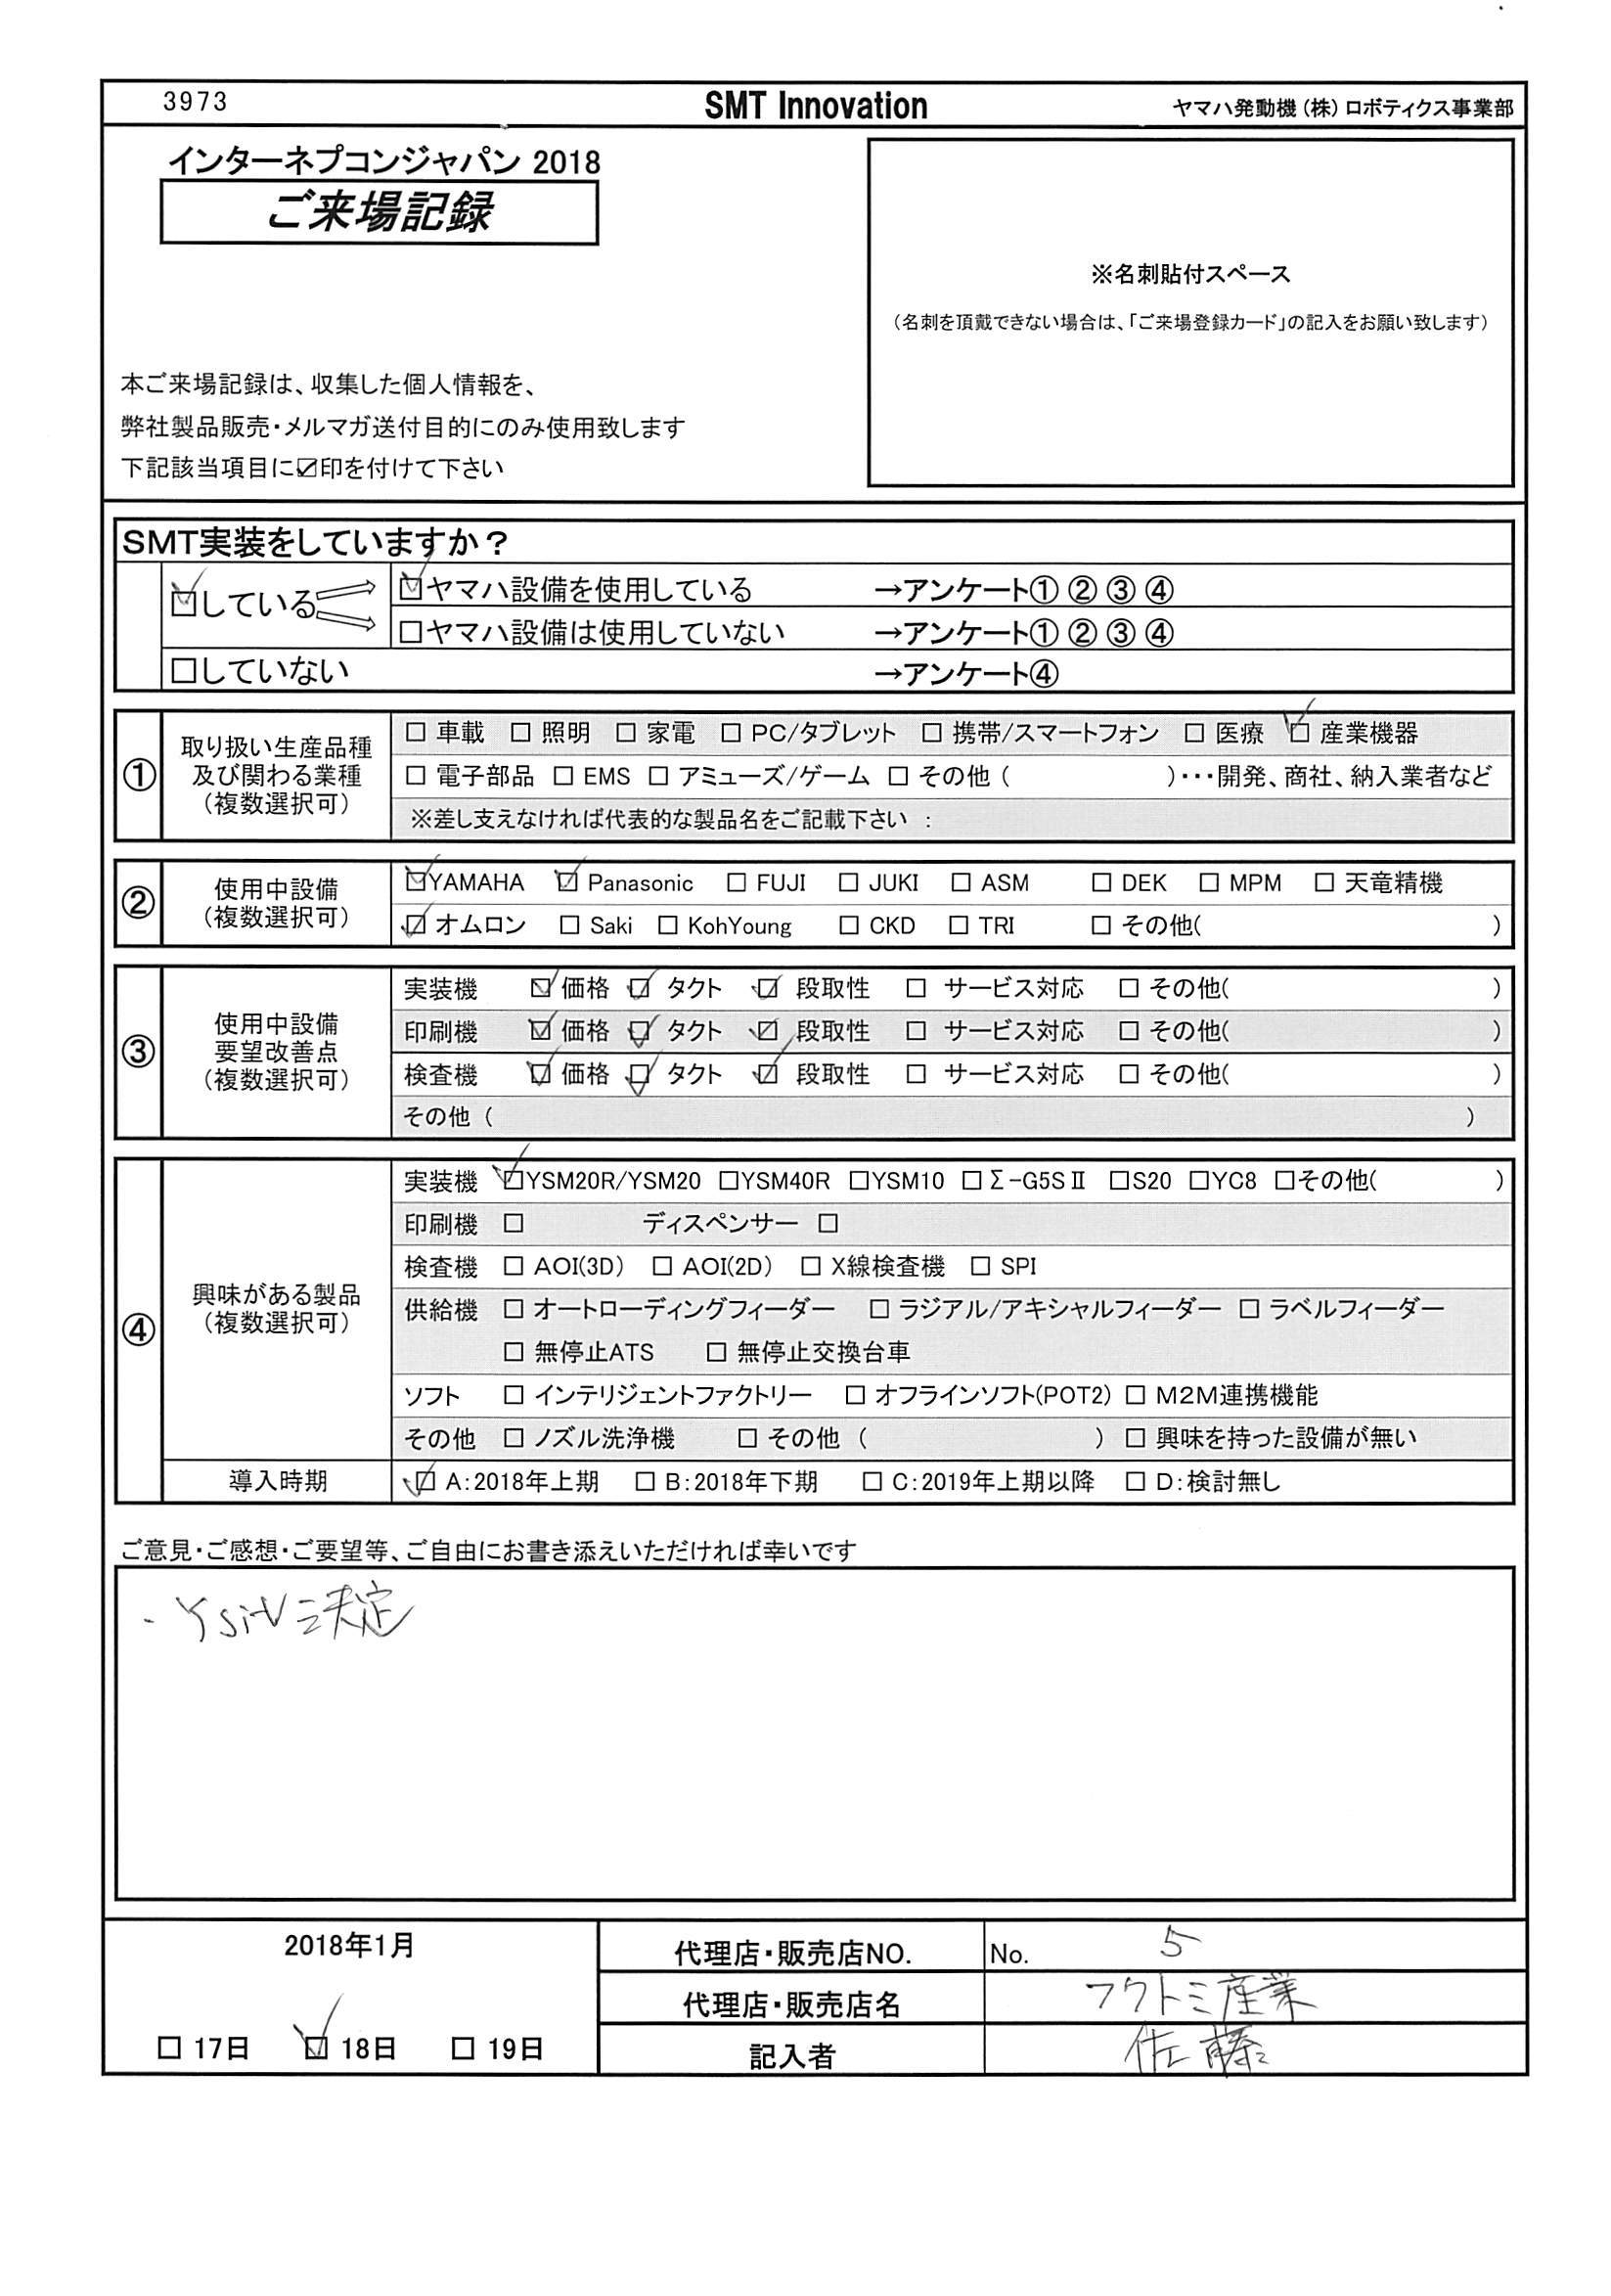 3973 SMT Innovation ヤマハ発動機（株）ロボティクス事業部
インターネプコンジャパン 2018
ご来場記録
※名刺貼付スペース
（名刺を頂戴できない場合は、「ご来場登録カード」の記入をお願い致します）
本ご来場記録は、収集した個人情報を、
弊社製品販売・メルマガ送付目的にのみ使用致します
下記該当項目に☑印を付けて下さい
SMT実装をしていますか？
☑している ☑ヤマハ設備を使用している →アンケート① ② ③ ④
□ヤマハ設備は使用していない →アンケート① ② ③ ④
□していない →アンケート④
① 取り扱い生産品種及び関わる業種（複数選択可）
□ 車載 □ 照明 □ 家電 □ PC/タブレット □ 携帯/スマートフォン □ 医療 ☑ 産業機器
□ 電子部品 □ EMS □ アミューズ/ゲーム □ その他（ ）・・・開発、商社、納入業者など
※差し支えなければ代表的な製品名をご記載下さい ：
② 使用中設備（複数選択可）
☑YAMAHA ☑ Panasonic □ FUJI □ JUKI □ ASM □ DEK □ MPM □ 天竜精機
☑ オムロン □ Saki □ KohYoung □ CKD □ TRI □ その他( )
③ 使用中設備要望改善点（複数選択可）
実装機 ☑ 価格 ☑ タクト ☑ 段取性 □ サービス対応 □ その他( )
印刷機 ☑ 価格 ☑ タクト ☑ 段取性 □ サービス対応 □ その他( )
検査機 ☑ 価格 ☑ タクト ☑ 段取性 □ サービス対応 □ その他( )
その他（ ）
④ 興味がある製品（複数選択可）
実装機 ☑YSM20R/YSM20 □YSM40R □YSM10 □Σ-G5SⅡ □S20 □YC8 □その他( )
印刷機 □ ディスペンサー □
検査機 □ AOI(3D) □ AOI(2D) □ X線検査機 □ SPI
供給機 □ オートローディングフィーダー □ ラジアル/アキシャルフィーダー □ ラベルフィーダー
□ 無停止ATS □ 無停止交換台車
ソフト □ インテリジェントファクトリー □ オフラインソフト(POT2) □ M2M連携機能
その他 □ ノズル洗浄機 □ その他（ ） □ 興味を持った設備が無い
導入時期 ☑ A:2018年上期 □ B:2018年下期 □ C:2019年上期以降 □ D:検討無し
ご意見・ご感想・ご要望等、ご自由にお書き添えいただければ幸いです
2018年1月 代理店・販売店NO. No. 5
代理店・販売店名 フクトミ産業
□ 17日 ☑ 18日 □ 19日 記入者 佐藤